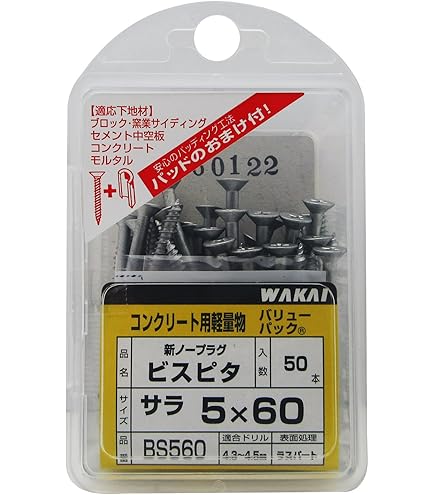 【適応下地材】
ブロック・窯業サイディング
セメント中空板
コンクリート
モルタル
安心のパッティング工法
パッドのおまけ付!
0122
WAKAI
コンクリート用軽量物 バリューパック®
品名 新ノープラグ ビスピタ 入数 50本
サイズ サラ 5×60
品 BS560 適合ドリル 4.3~4.5mm 表面処理 ラスパート